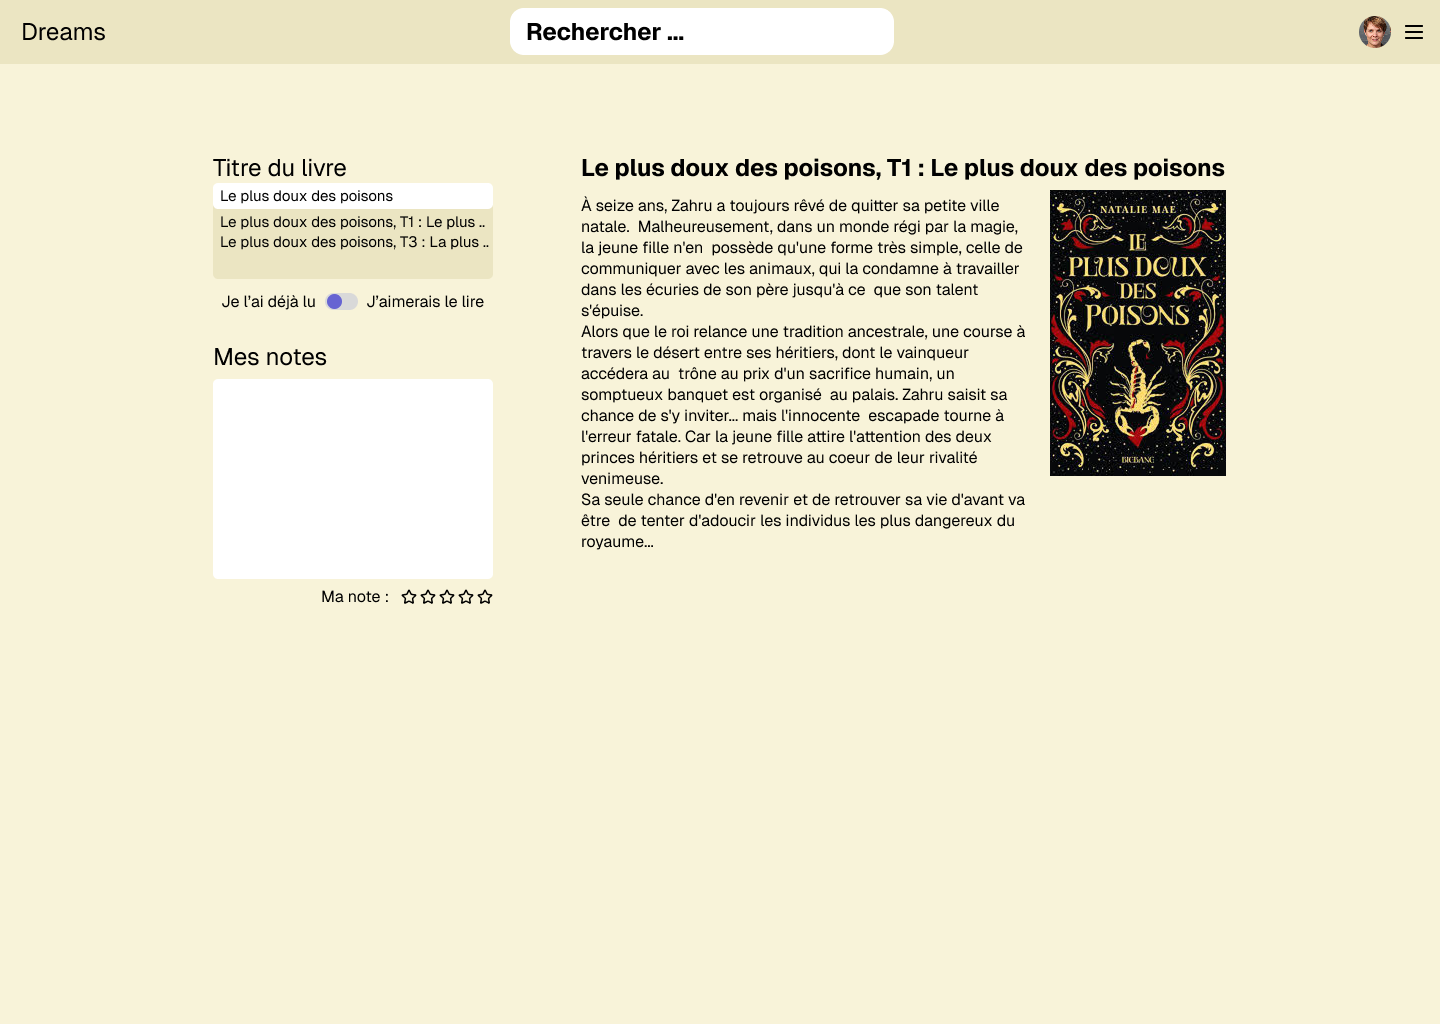 Dreams
Rechercher ...
Titre du livre
Le plus doux des poisons
Le plus doux des poisons, T1 : Le plus ..
Le plus doux des poisons, T3 : La plus ..
Je l’ai déjà lu
J’aimerais le lire
Mes notes
Ma note :
Le plus doux des poisons, T1 : Le plus doux des poisons
À seize ans, Zahru a toujours rêvé de quitter sa petite ville
natale.  Malheureusement, dans un monde régi par la magie,
la jeune fille n'en  possède qu'une forme très simple, celle de
communiquer avec les animaux, qui la condamne à travailler
dans les écuries de son père jusqu'à ce  que son talent
s'épuise.
Alors que le roi relance une tradition ancestrale, une course à
travers le désert entre ses héritiers, dont le vainqueur
accédera au  trône au prix d'un sacrifice humain, un
somptueux banquet est organisé  au palais. Zahru saisit sa
chance de s'y inviter... mais l'innocente  escapade tourne à
l'erreur fatale. Car la jeune fille attire l'attention des deux
princes héritiers et se retrouve au coeur de leur rivalité
venimeuse.
Sa seule chance d'en revenir et de retrouver sa vie d'avant va
être  de tenter d'adoucir les individus les plus dangereux du
royaume...
NATALIE MAE
LE
PLUS DOUX
DES
POISONS
BIGBANG